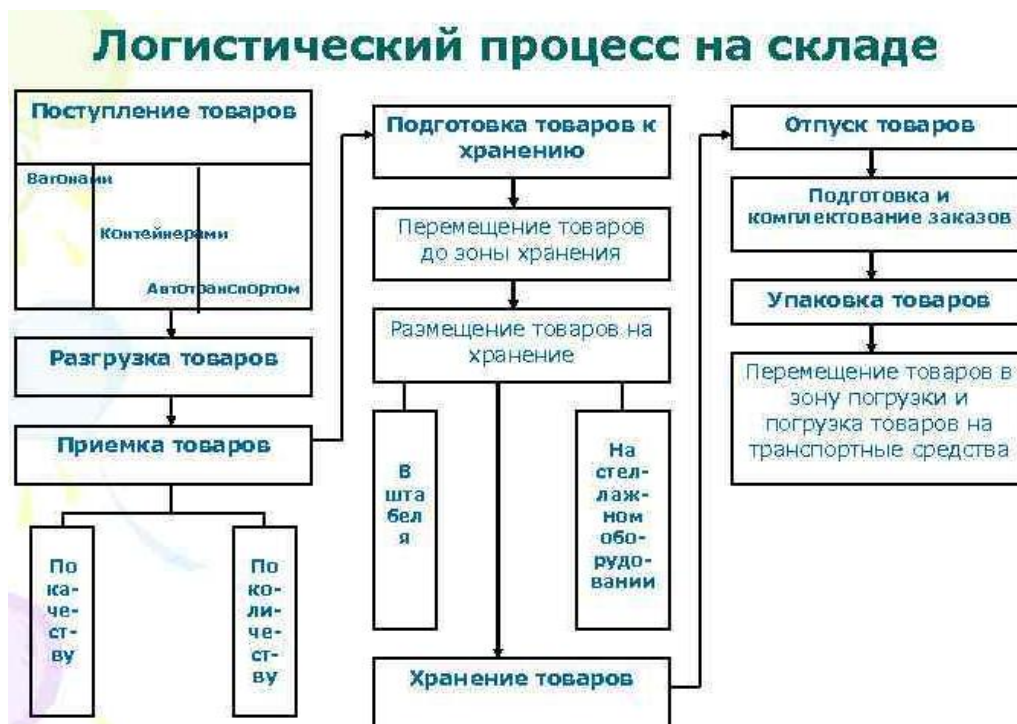 Логистический процесс на складе
Поступление товаров
Вагонами
Контейнерами
Автотранспортом
Разгрузка товаров
Приемка товаров
По
ка-
че-
ст-
ву
По
ко-
ли-
че-
ст-
ву
Подготовка товаров к
хранению
Перемещение товаров
до зоны хранения
Размещение товаров на
хранение
В
шта
бел
я
На
стел-
лаж-
ном
обо-
рудо-
вании
Хранение товаров
Отпуск товаров
Подготовка и
комплектование заказов
Упаковка товаров
Перемещение товаров в
зону погрузки и
погрузка товаров на
транспортные средства